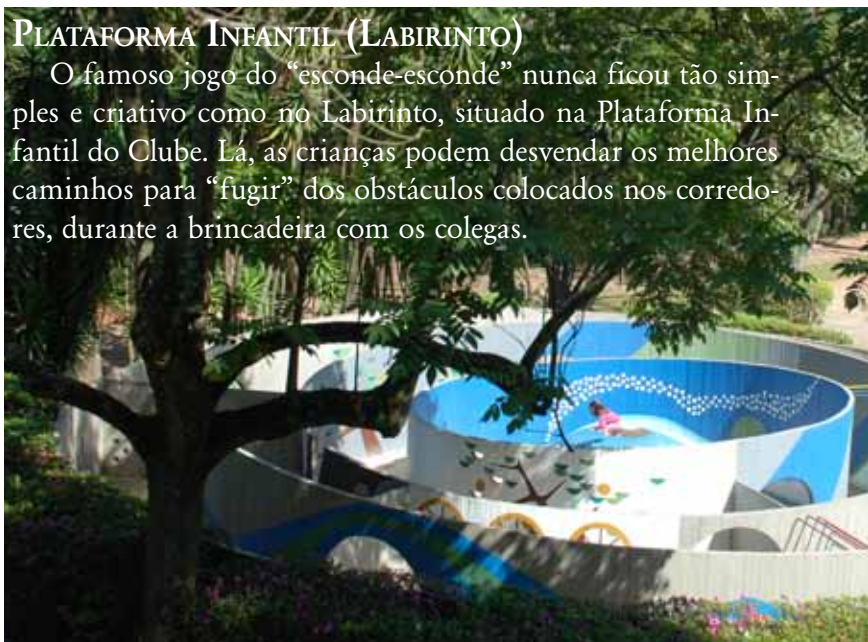 PLATAFORMA INFANTIL (LABIRINTO)
O famoso jogo do “esconde-esconde” nunca ficou tão sim-
ples e criativo como no Labirinto, situado na Plataforma In-
fantil do Clube. Lá, as crianças podem desvendar os melhores
caminhos para “fugir” dos obstáculos colocados nos corredo-
res, durante a brincadeira com os colegas.